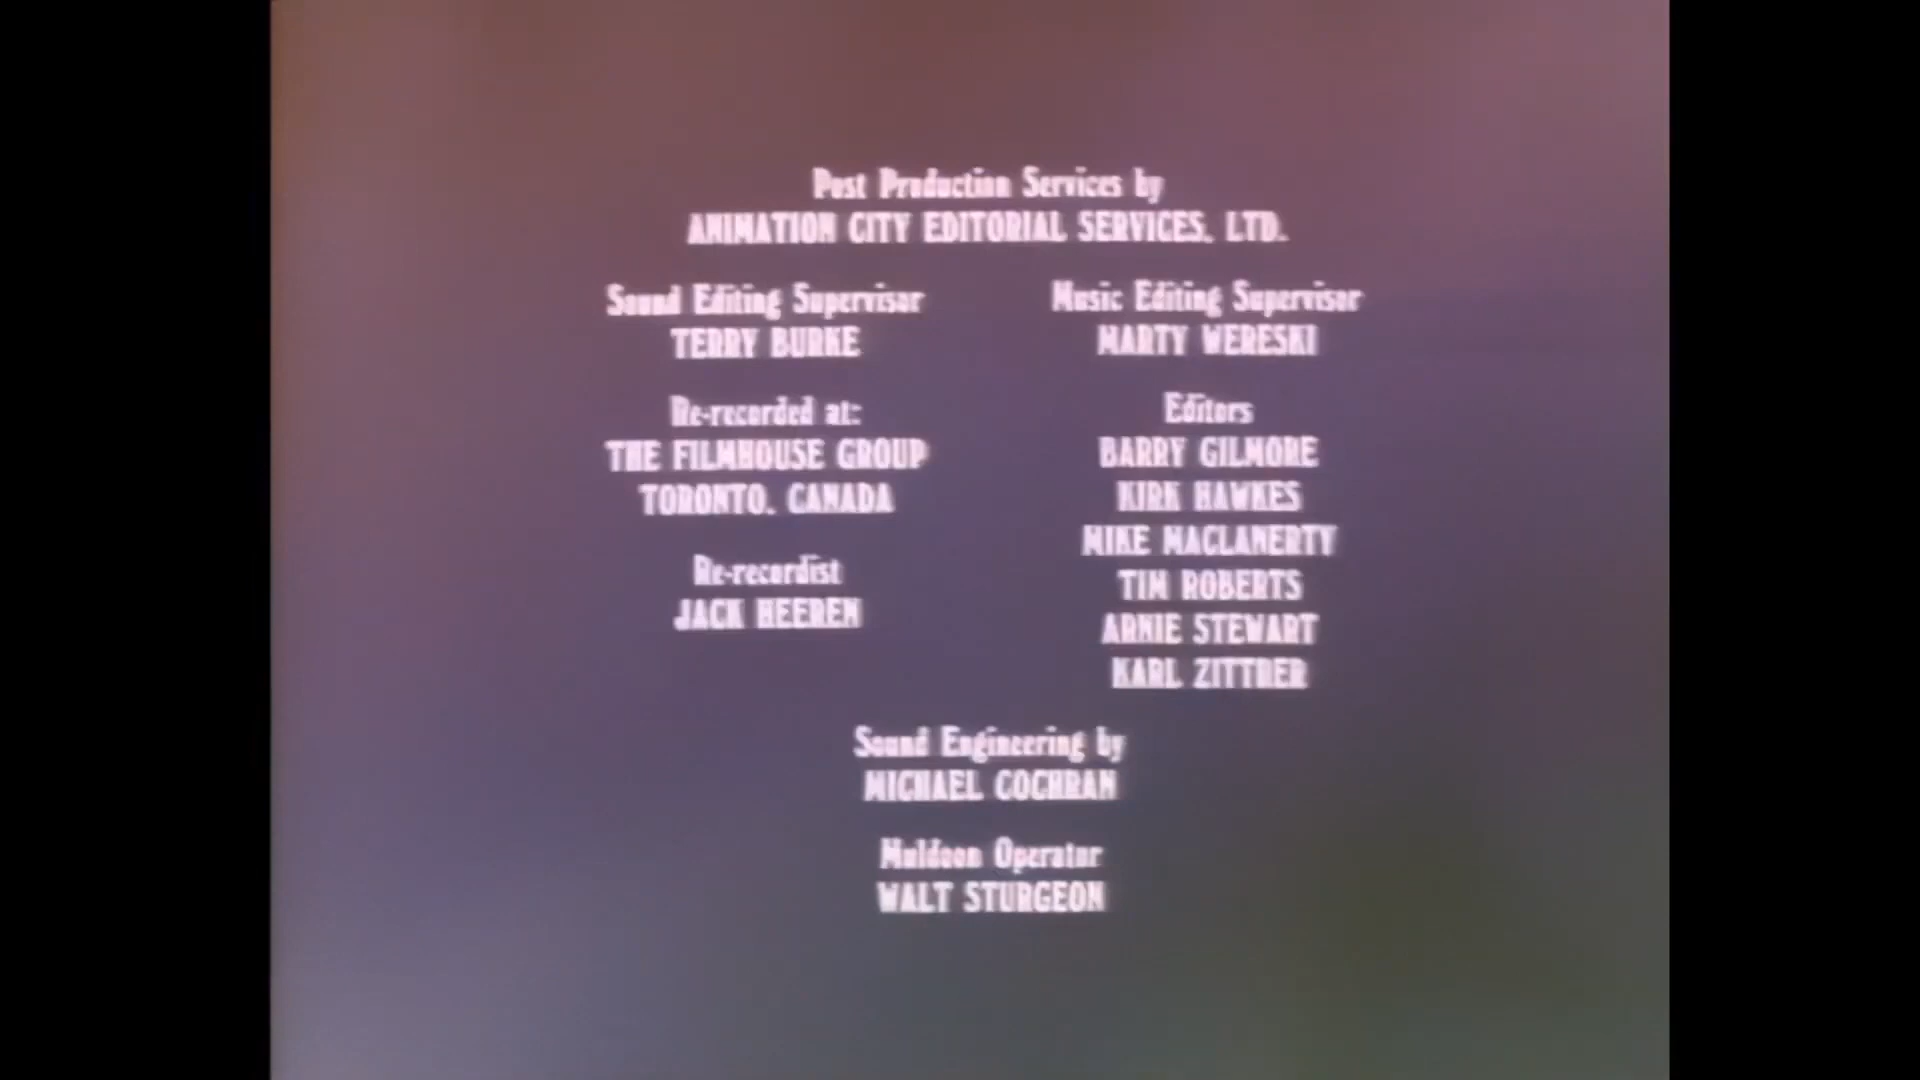 Post Production Services by
ANIMATION CITY EDITORIAL SERVICES, LTD.
Sound Editing Supervisor
TERRY BURKE
Re-recorded at:
THE FILMHOUSE GROUP
TORONTO, CANADA
Re-recordist
JACK HEEREN
Music Editing Supervisor
MARTY WERESKI
Editors
BARRY GILMORE
KIRK HAWKES
MIKE MACLANERTY
TIM ROBERTS
ARNIE STEWART
KARL ZITTRER
Sound Engineering by
MICHAEL COCHRAN
Muldoon Operator
WALT STURGEON